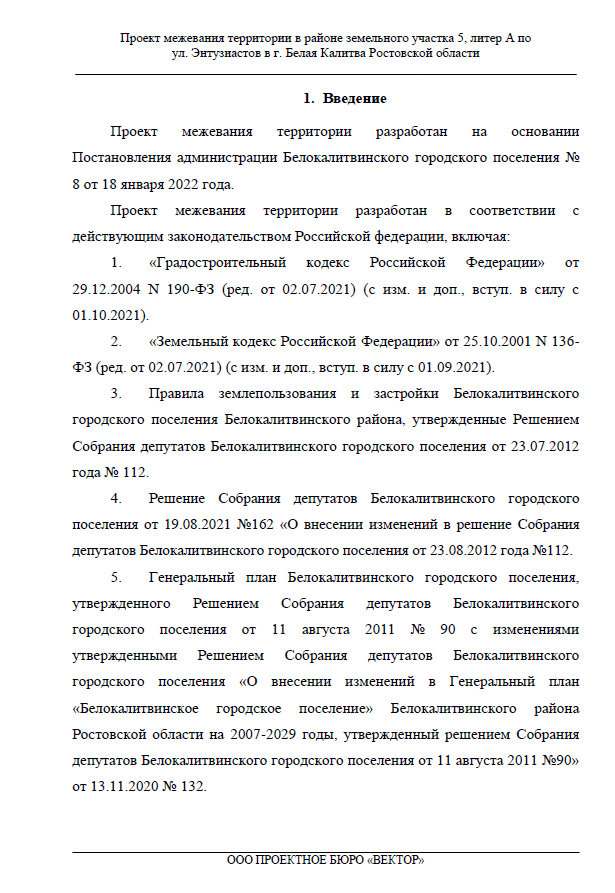 Проект межевания территории в районе земельного участка 5, литер А по
ул. Энтузиастов в г. Белая Калитва Ростовской области
1. Введение
Проект межевания территории разработан на основании
Постановления администрации Белокалитвинского городского поселения №
8 от 18 января 2022 года.
Проект межевания территории разработан в соответствии с
действующим законодательством Российской федерации, включая:
1. «Градостроительный кодекс Российской Федерации» от
29.12.2004 N 190-ФЗ (ред. от 02.07.2021) (с изм. и доп., вступ. в силу с
01.10.2021).
2. «Земельный кодекс Российской Федерации» от 25.10.2001 N 136-
ФЗ (ред. от 02.07.2021) (с изм. и доп., вступ. в силу с 01.09.2021).
3. Правила землепользования и застройки Белокалитвинского
городского поселения Белокалитвинского района, утвержденные Решением
Собрания депутатов Белокалитвинского городского поселения от 23.07.2012
года № 112.
4. Решение Собрания депутатов Белокалитвинского городского
поселения от 19.08.2021 №162 «О внесении изменений в решение Собрания
депутатов Белокалитвинского городского поселения от 23.08.2012 года №112.
5. Генеральный план Белокалитвинского городского поселения,
утвержденного Решением Собрания депутатов Белокалитвинского
городского поселения от 11 августа 2011 № 90 с изменениями
утвержденными Решением Собрания депутатов Белокалитвинского
городского поселения «О внесении изменений в Генеральный план
«Белокалитвинское городское поселение» Белокалитвинского района
Ростовской области на 2007-2029 годы, утвержденный решением Собрания
депутатов Белокалитвинского городского поселения от 11 августа 2011 №90»
от 13.11.2020 № 132.
ООО ПРОЕКТНОЕ БЮРО «ВЕКТОР»